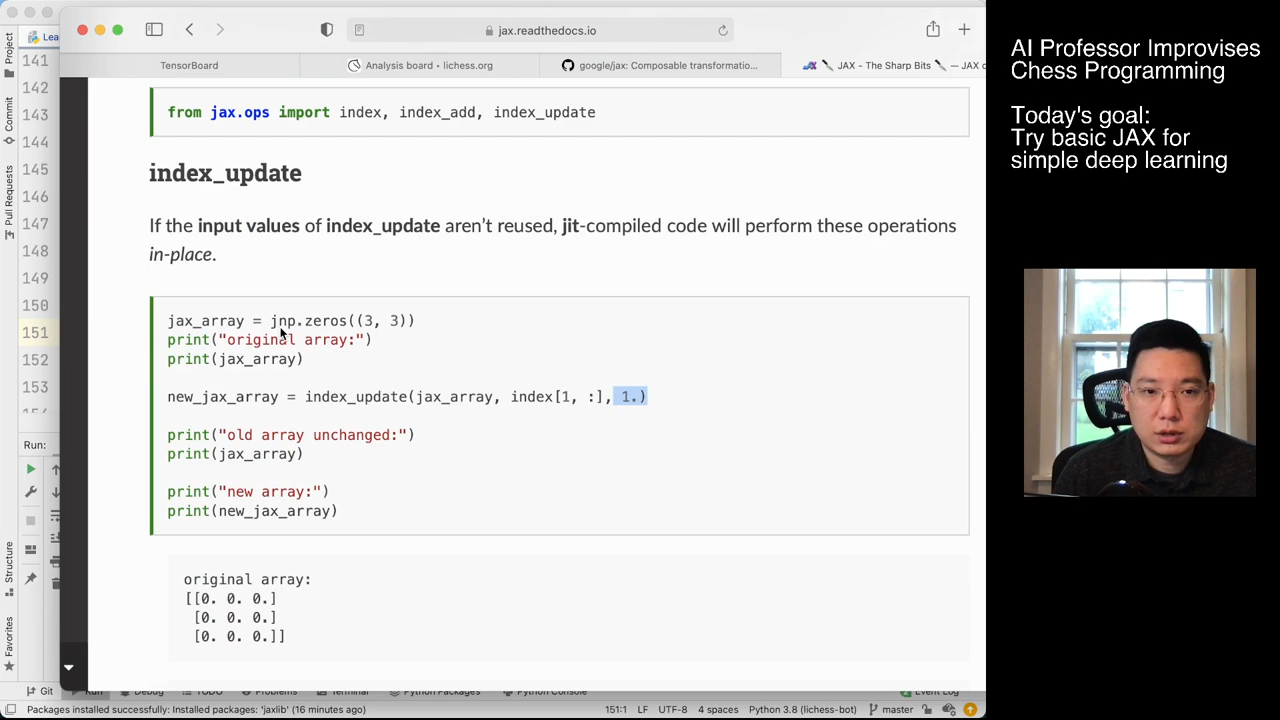 jax.readthedocs.io
TensorBoard
Analysis board • lichess.org
google/jax: Composable transformatio...
JAX - The Sharp Bits
— JAX
Project
Commit
Pull Requests
Structure
Favorites
Lea
141
142
143
144
145
146
147
148
149
150
151
152
153
Run:
from jax.ops import index, index_add, index_update
index_update
If the input values of index_update aren’t reused, jit-compiled code will perform these operations
in-place.
jax_array = jnp.zeros((3, 3))
print("original array:")
print(jax_array)
new_jax_array = index_update(jax_array, index[1, :], 1.)
print("old array unchanged:")
print(jax_array)
print("new array:")
print(new_jax_array)
original array:
[[0. 0. 0.]
[0. 0. 0.]
[0. 0. 0.]]
Git
Run
Debug
TODO
Problems
Terminal
Python Packages
Python Console
Event Log
Packages installed successfully: Installed packages: 'jaxlib' (16 minutes ago)
151:1 LF UTF-8 4 spaces Python 3.8 (lichess-bot) master
AI Professor Improvises
Chess Programming
Today's goal:
Try basic JAX for
simple deep learning